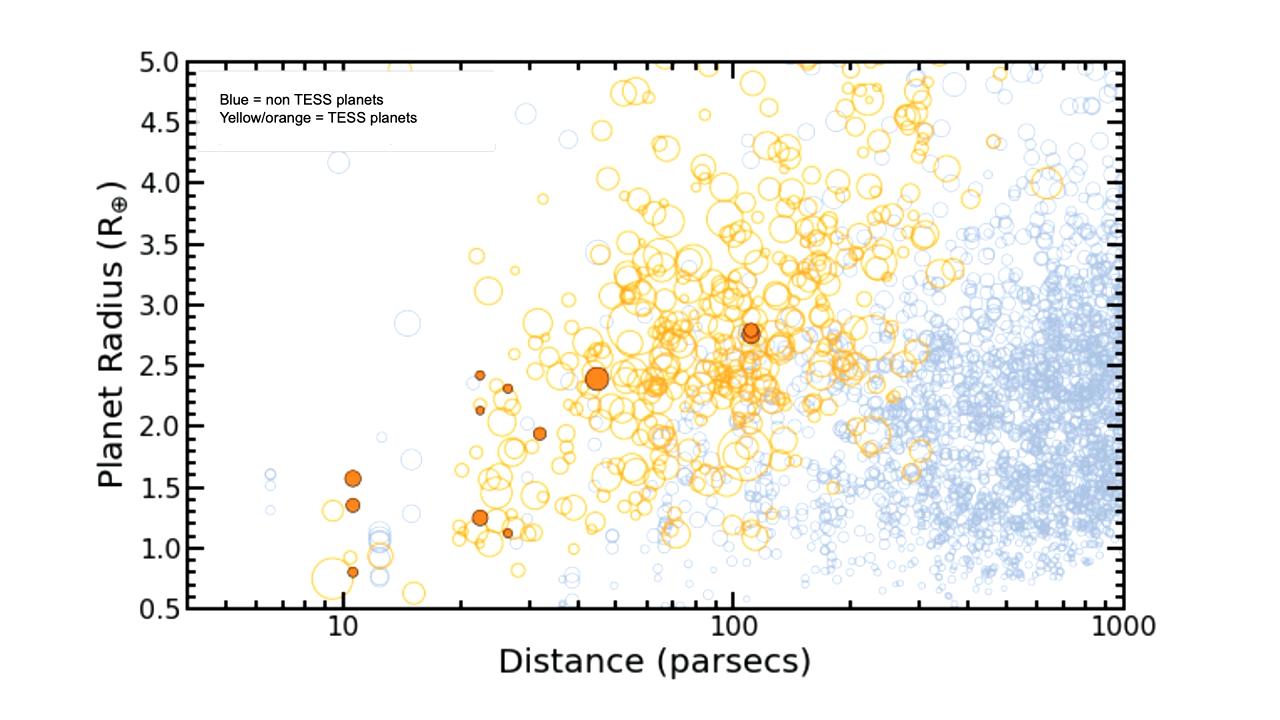 Blue = non TESS planets
Yellow/orange = TESS planets
5.0
4.5
4.0
3.5
3.0
2.5
2.0
1.5
1.0
0.5
Planet Radius (R⊕)
10 100 1000
Distance (parsecs)